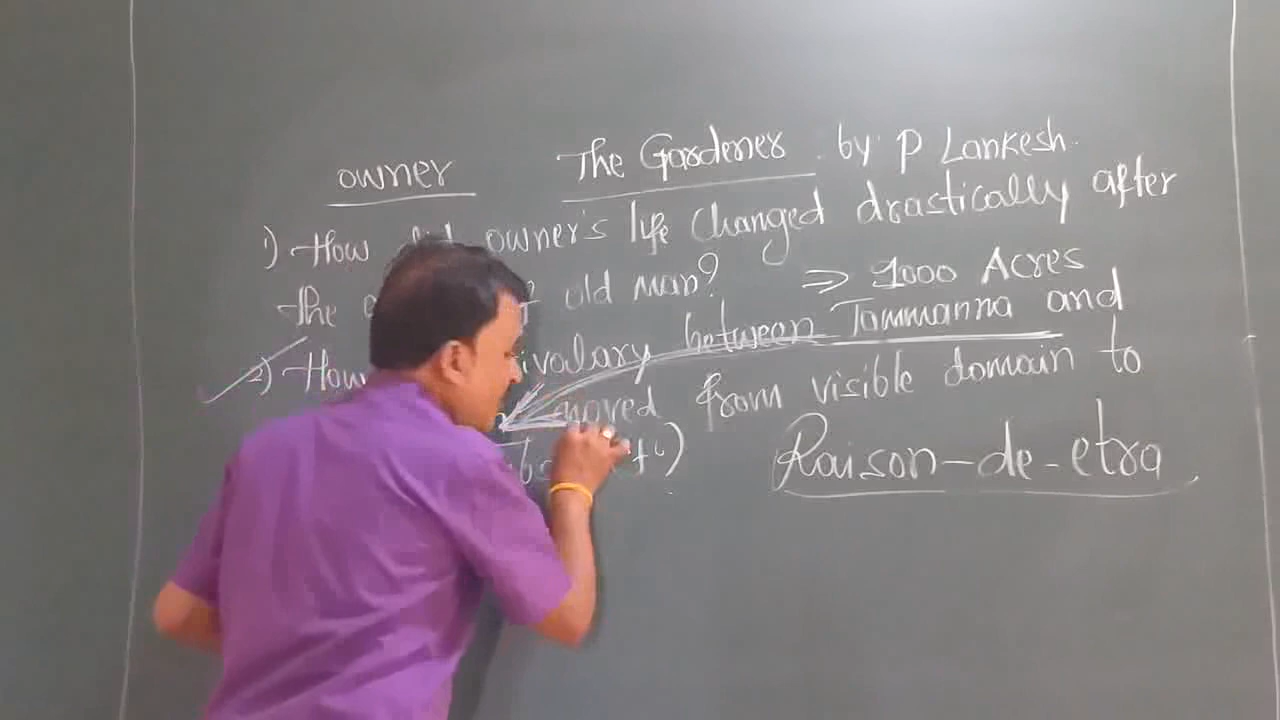 owner The Gardener by P Lankesh.
1) How owner's life changed drastically after
the old man? ⇒ 1000 Acres
2) How between Tammanna and
moved from visible domain to
Raison-de-etra